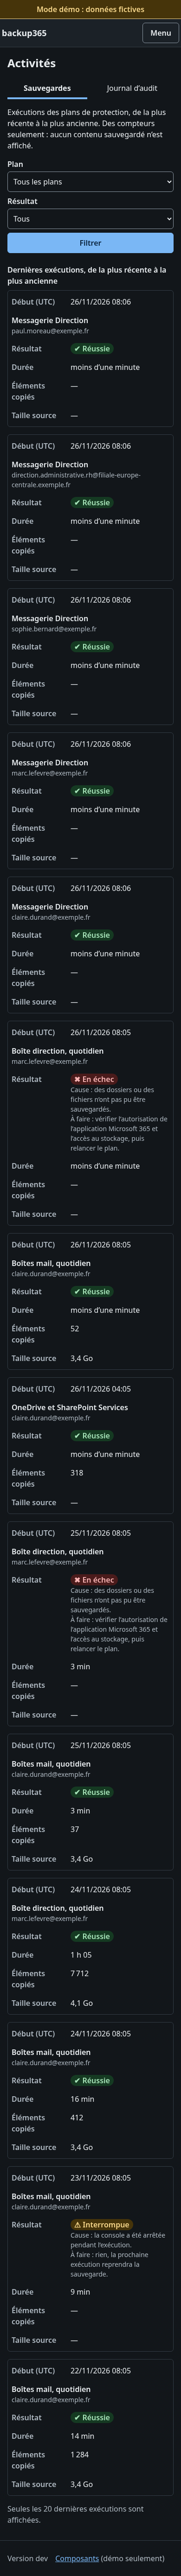 Mode démo : données fictives
backup365
Menu
Activités
Sauvegardes
Journal d’audit
Exécutions des plans de protection, de la plus
récente à la plus ancienne. Des compteurs
seulement : aucun contenu sauvegardé n’est
affiché.
Plan
Tous les plans
Résultat
Tous
Filtrer
Dernières exécutions, de la plus récente à la
plus ancienne
Début (UTC) 26/11/2026 08:06
Messagerie Direction
paul.moreau@exemple.fr
Résultat ✔ Réussie
Durée moins d’une minute
Éléments
copiés —
Taille source —
Début (UTC) 26/11/2026 08:06
Messagerie Direction
direction.administrative.rh@filiale-europe-
centrale.exemple.fr
Résultat ✔ Réussie
Durée moins d’une minute
Éléments
copiés —
Taille source —
Début (UTC) 26/11/2026 08:06
Messagerie Direction
sophie.bernard@exemple.fr
Résultat ✔ Réussie
Durée moins d’une minute
Éléments
copiés —
Taille source —
Début (UTC) 26/11/2026 08:06
Messagerie Direction
marc.lefevre@exemple.fr
Résultat ✔ Réussie
Durée moins d’une minute
Éléments
copiés —
Taille source —
Début (UTC) 26/11/2026 08:06
Messagerie Direction
claire.durand@exemple.fr
Résultat ✔ Réussie
Durée moins d’une minute
Éléments
copiés —
Taille source —
Début (UTC) 26/11/2026 08:05
Boîte direction, quotidien
marc.lefevre@exemple.fr
Résultat ✖ En échec
Cause : des dossiers ou des
fichiers n’ont pas pu être
sauvegardés.
À faire : vérifier l’autorisation de
l’application Microsoft 365 et
l’accès au stockage, puis
relancer le plan.
Durée moins d’une minute
Éléments
copiés —
Taille source —
Début (UTC) 26/11/2026 08:05
Boîtes mail, quotidien
claire.durand@exemple.fr
Résultat ✔ Réussie
Durée moins d’une minute
Éléments
copiés 52
Taille source 3,4 Go
Début (UTC) 26/11/2026 04:05
OneDrive et SharePoint Services
claire.durand@exemple.fr
Résultat ✔ Réussie
Durée moins d’une minute
Éléments
copiés 318
Taille source —
Début (UTC) 25/11/2026 08:05
Boîte direction, quotidien
marc.lefevre@exemple.fr
Résultat ✖ En échec
Cause : des dossiers ou des
fichiers n’ont pas pu être
sauvegardés.
À faire : vérifier l’autorisation de
l’application Microsoft 365 et
l’accès au stockage, puis
relancer le plan.
Durée 3 min
Éléments
copiés —
Taille source —
Début (UTC) 25/11/2026 08:05
Boîtes mail, quotidien
claire.durand@exemple.fr
Résultat ✔ Réussie
Durée 3 min
Éléments
copiés 37
Taille source 3,4 Go
Début (UTC) 24/11/2026 08:05
Boîte direction, quotidien
marc.lefevre@exemple.fr
Résultat ✔ Réussie
Durée 1 h 05
Éléments
copiés 7 712
Taille source 4,1 Go
Début (UTC) 24/11/2026 08:05
Boîtes mail, quotidien
claire.durand@exemple.fr
Résultat ✔ Réussie
Durée 16 min
Éléments
copiés 412
Taille source 3,4 Go
Début (UTC) 23/11/2026 08:05
Boîtes mail, quotidien
claire.durand@exemple.fr
Résultat ⚠ Interrompue
Cause : la console a été arrêtée
pendant l’exécution.
À faire : rien, la prochaine
exécution reprendra la
sauvegarde.
Durée 9 min
Éléments
copiés —
Taille source —
Début (UTC) 22/11/2026 08:05
Boîtes mail, quotidien
claire.durand@exemple.fr
Résultat ✔ Réussie
Durée 14 min
Éléments
copiés 1 284
Taille source 3,4 Go
Seules les 20 dernières exécutions sont
affichées.
Version dev Composants (démo seulement)